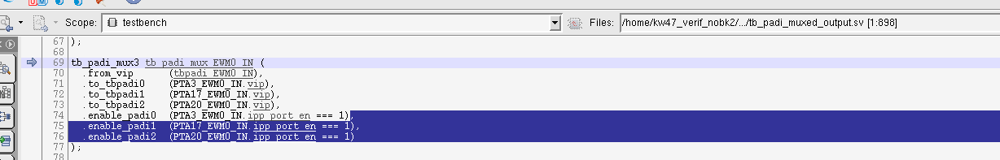 Scope: testbench Files: /home/kw47_verif_nobk2/.../tb_padi_muxed_output.sv [1:898]
67 );
68
69 tb_padi_mux3 tb_padi_mux_EWM0_IN (
70 .from_vip (tbpadi_EWM0_IN),
71 .to_tbpadi0 (PTA3_EWM0_IN.vip),
72 .to_tbpadi1 (PTA17_EWM0_IN.vip),
73 .to_tbpadi2 (PTA20_EWM0_IN.vip),
74 .enable_padi0 (PTA3_EWM0_IN.ipp_port_en === 1),
75 .enable_padi1 (PTA17_EWM0_IN.ipp_port_en === 1),
76 .enable_padi2 (PTA20_EWM0_IN.ipp_port_en === 1)
77 );
78